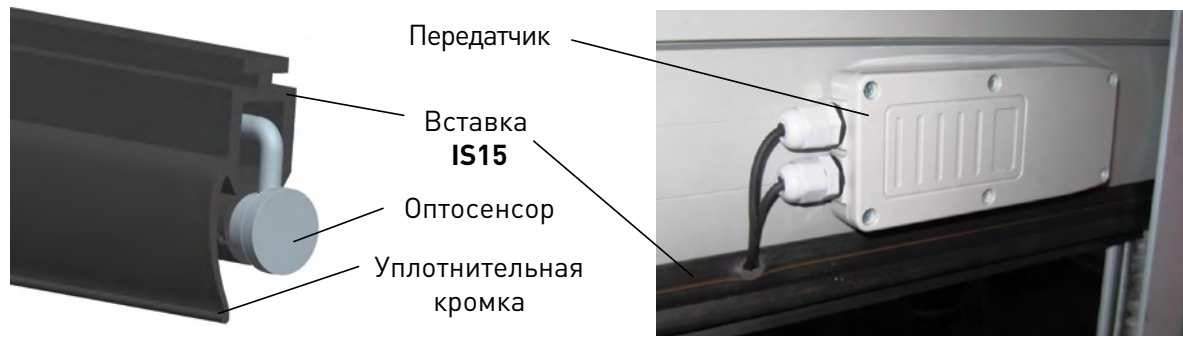 Передатчик
Вставка
IS15
Оптосенсор
Уплотнительная
кромка